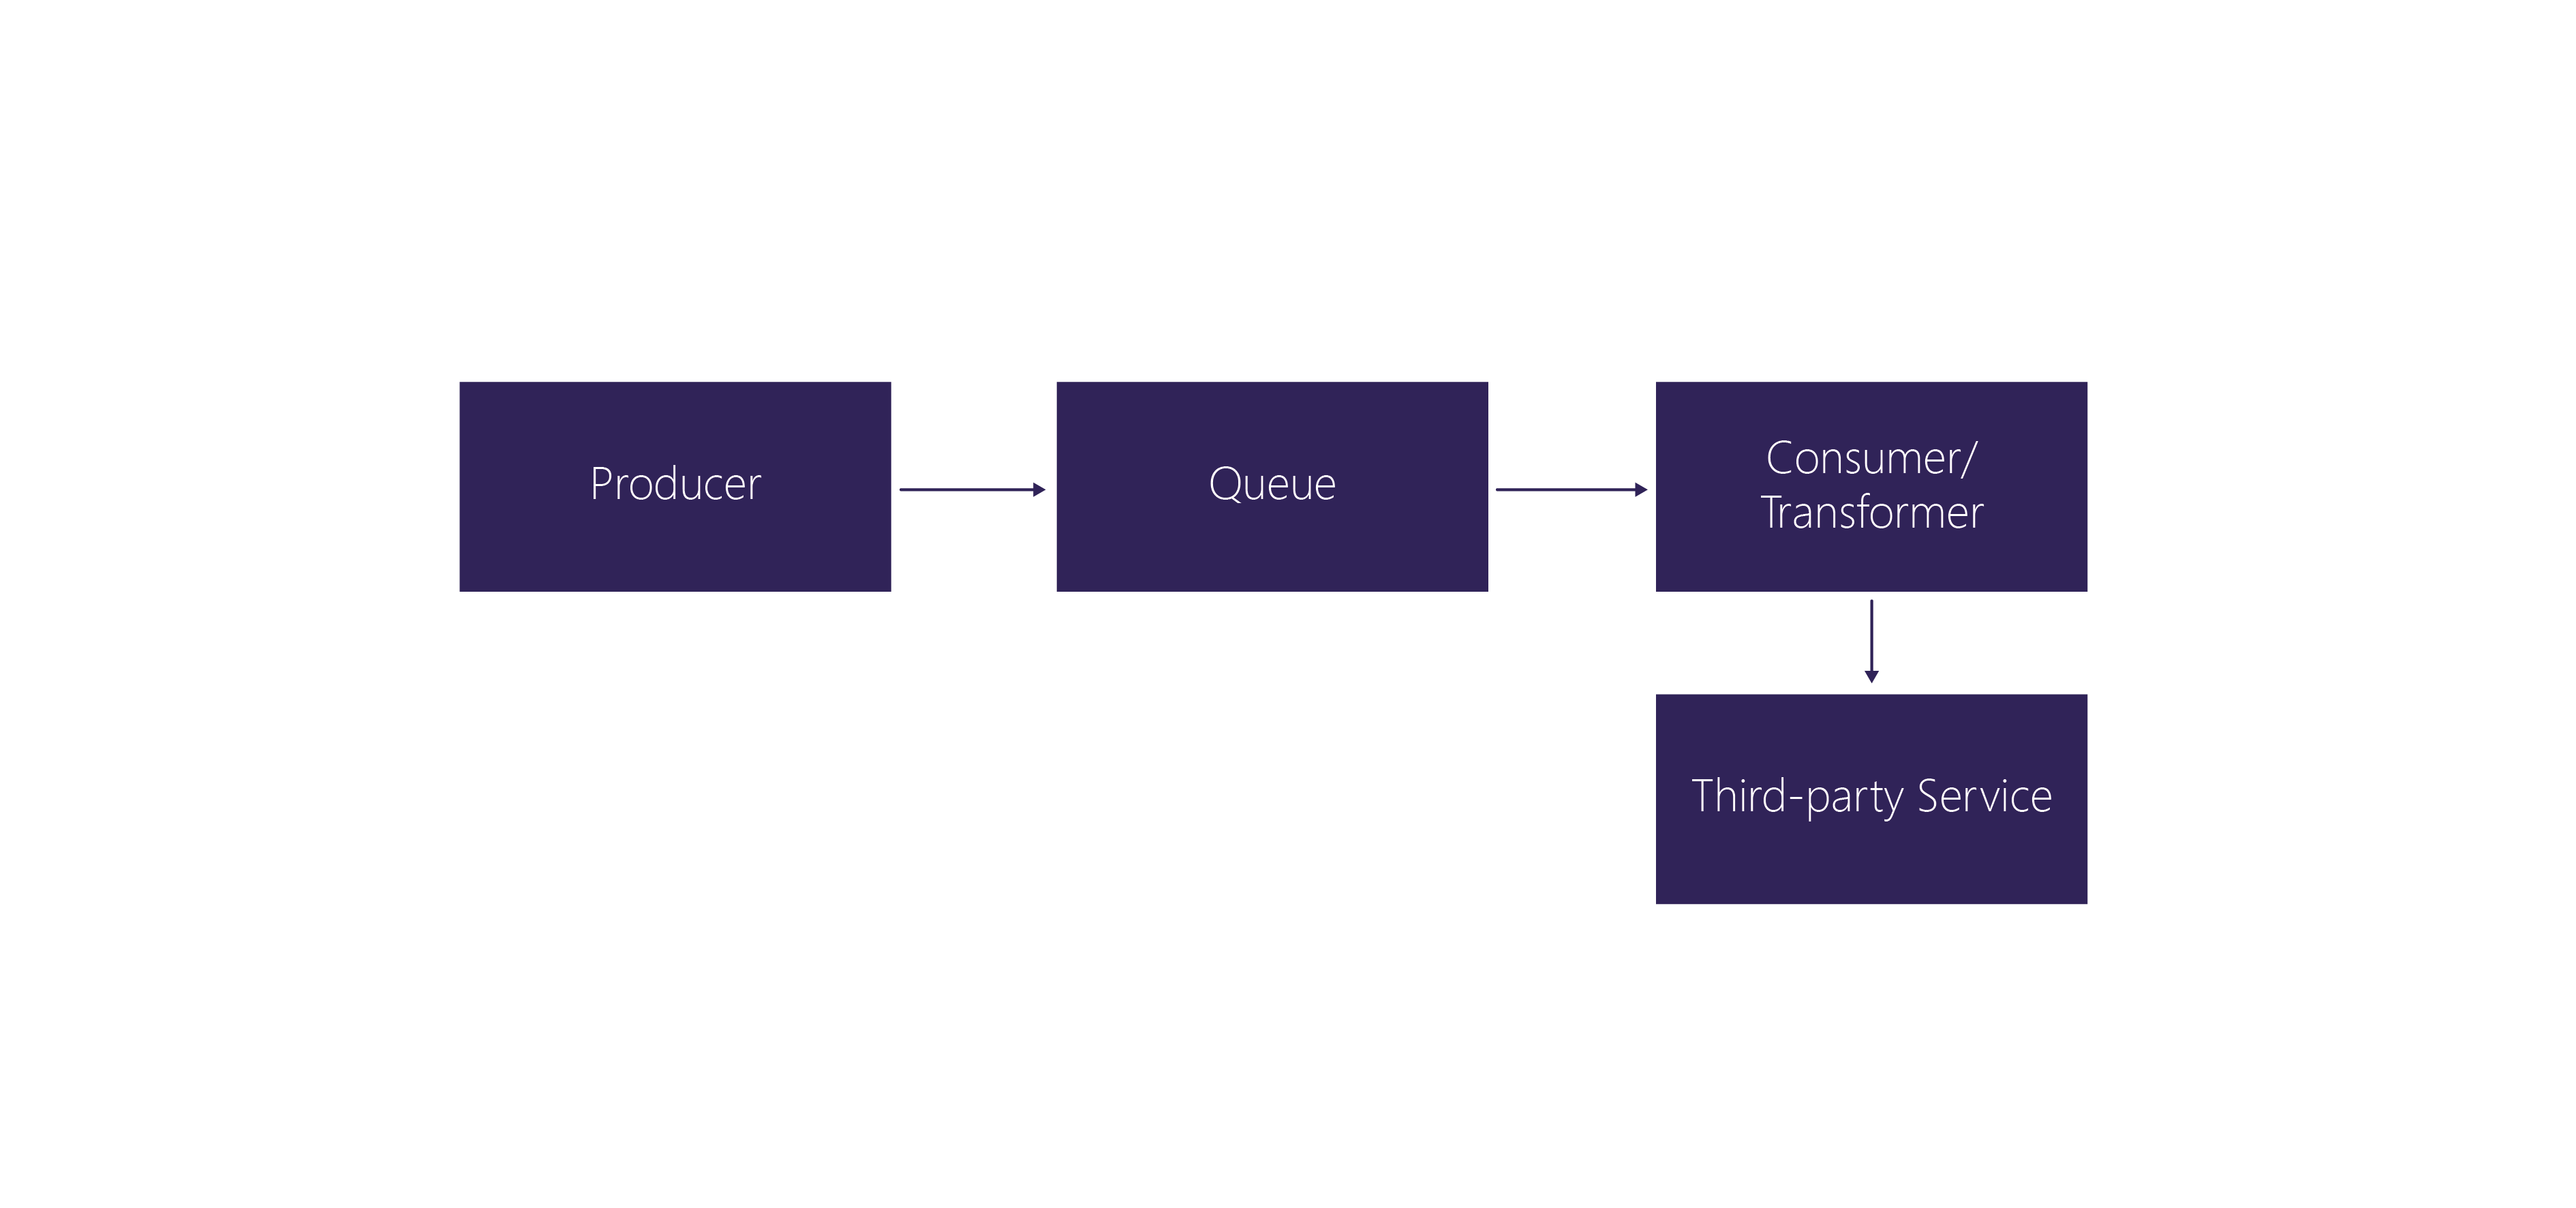 Producer
Queue
Consumer/
Transformer
Third-party Service